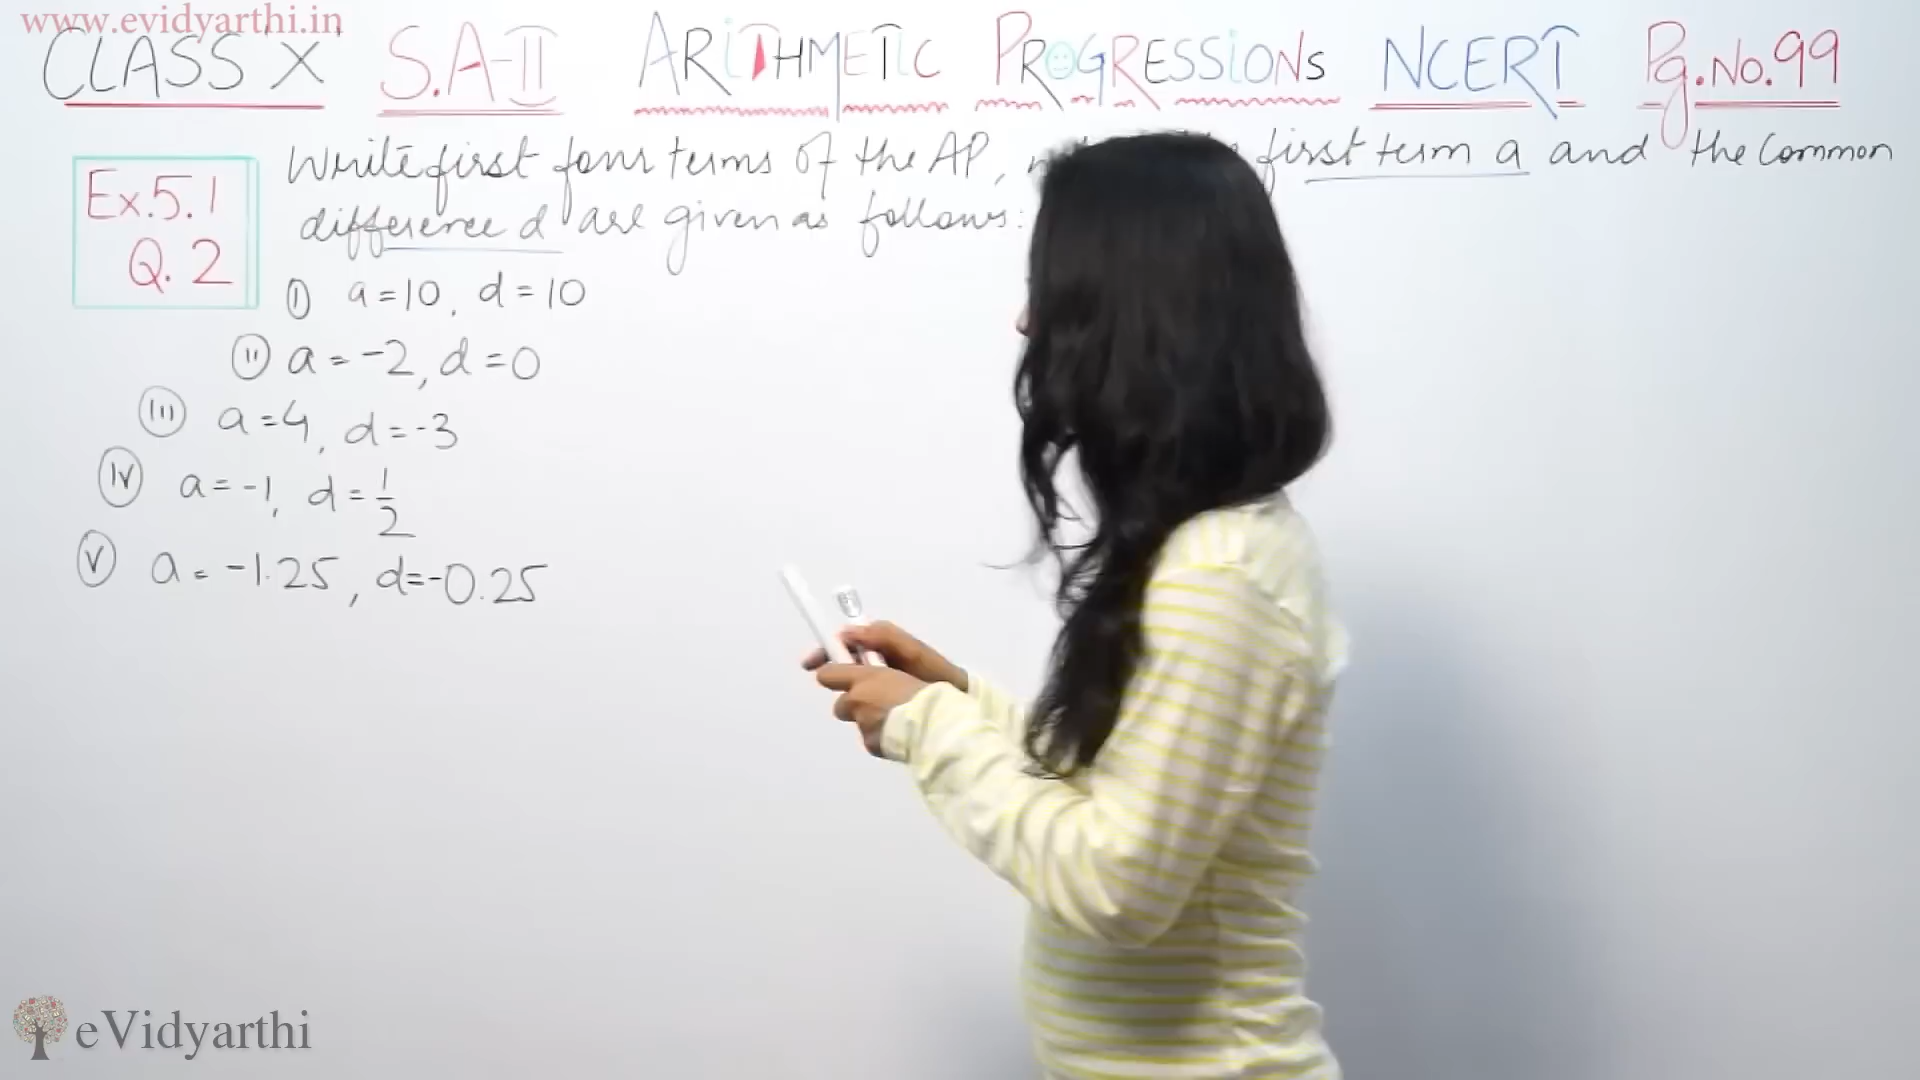 www.evidyarthi.in
CLASS 'X' S.A-II ARiTHMETiC PROGRESSiONs NCERT Pg.No.99
Ex.5.1
Q. 2
Write first four terms of the AP, first term a and the Common
difference d are given as follows:
(i) a=10, d=10
(ii) a=-2, d=0
(iii) a=4, d=-3
(iv) a=-1, d=1/2
(v) a=-1.25, d=-0.25
eVidyarthi